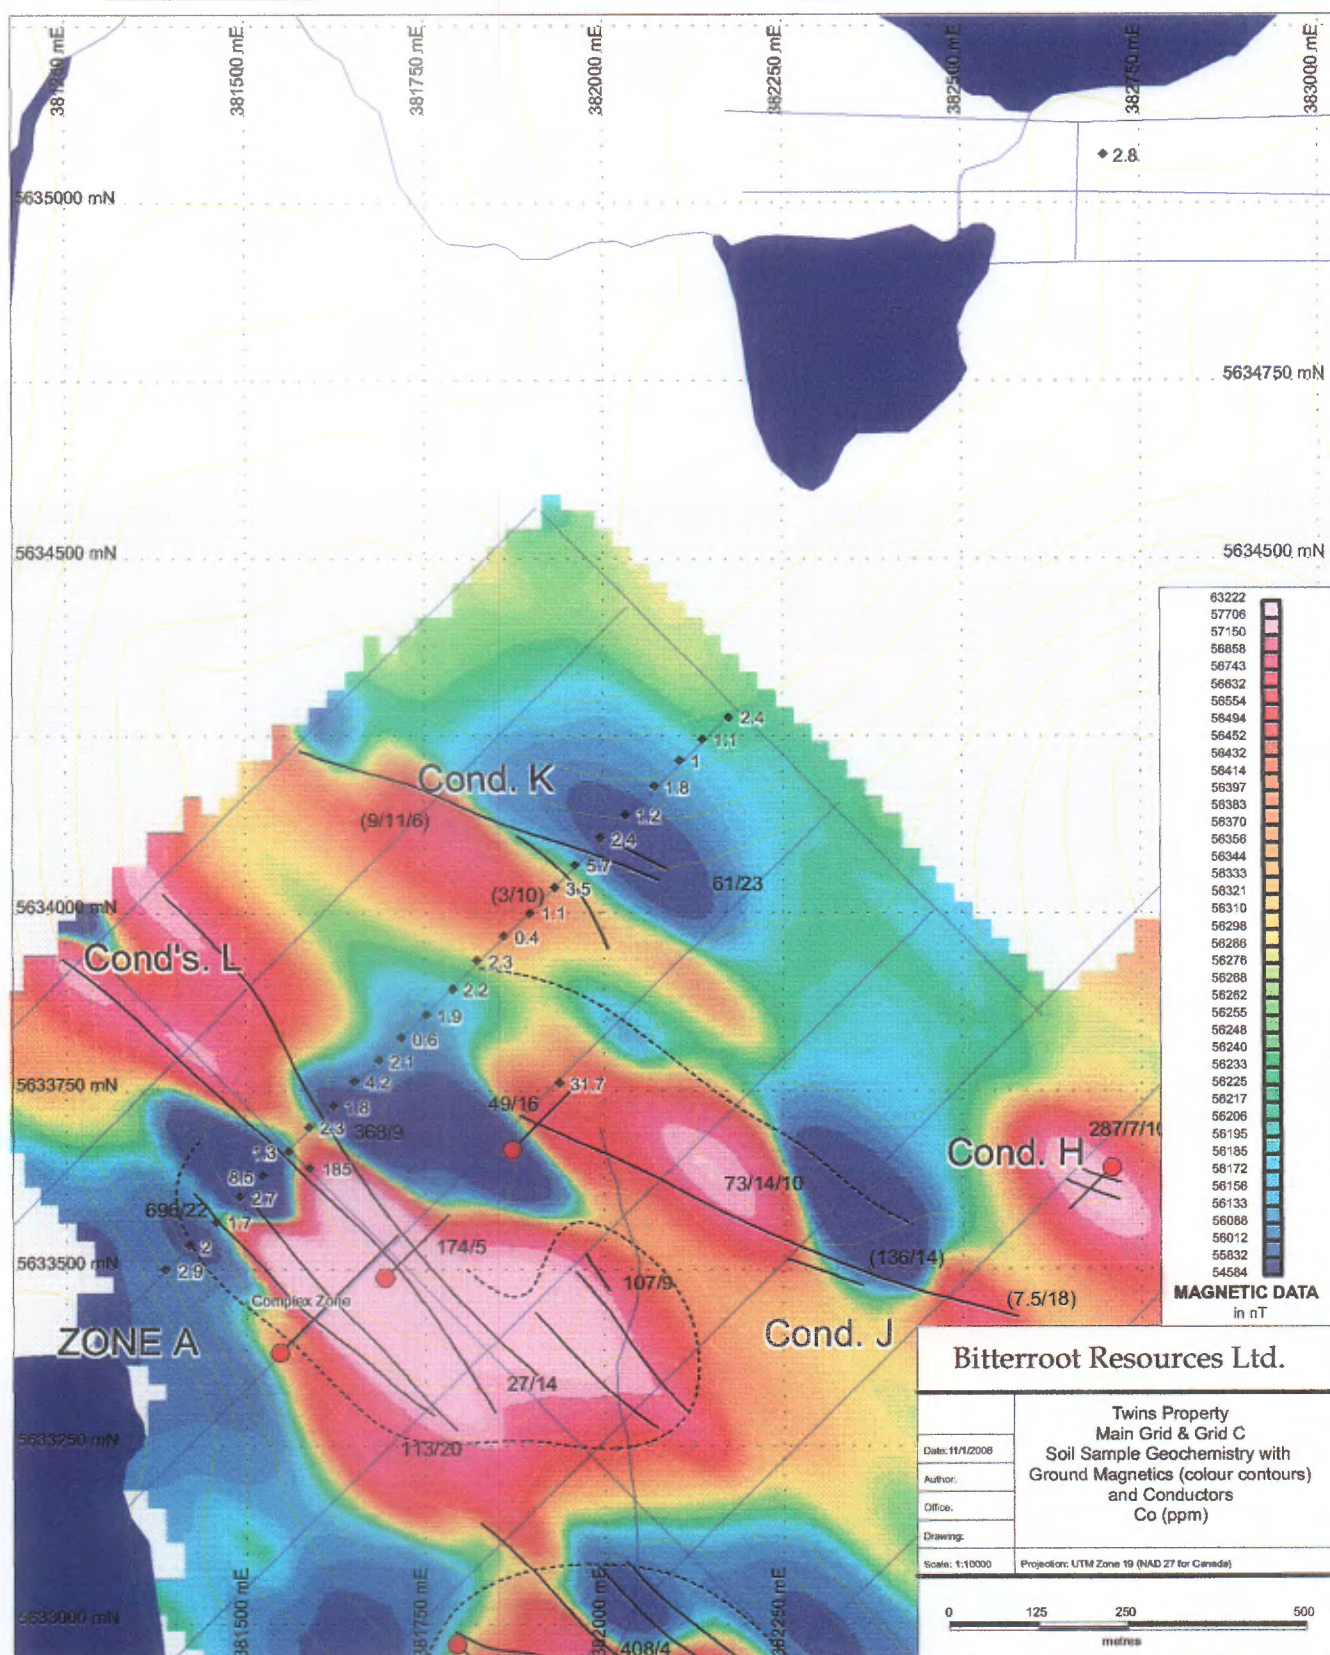 381250 mE
381500 mE
381750 mE
382000 mE
382250 mE
382500 mE
382750 mE
383000 mE
2.8
5635000 mN
5634750 mN
5634500 mN
5634500 mN
63222
57706
57150
56858
56743
56632
56554
56494
56452
56432
56414
56397
56383
56370
56356
56344
56333
56321
56310
56298
56286
56276
56268
56262
56255
56248
56240
56233
56225
56217
56206
56195
56185
56172
56156
56133
56088
56012
55832
54584
MAGNETIC DATA
in nT
2.4
1.1
1
1.8
1.2
2.4
5.7
3.5
1.1
0.4
2.3
2.2
1.9
0.6
2.1
4.2
1.8
2.3
1.3
185
8.5
2.7
1.7
2
2.9
Cond. K
(9/11/6)
61/23
(3/10)
5634000 mN
Cond's. L
5633750 mN
31.7
49/16
368/9
287/7/10
Cond. H
73/14/10
696/22
174/5
(136/14)
5633500 mN
107/9
(7.5/18)
Complex Zone
ZONE A
Cond. J
27/14
113/20
5633250 mN
5633000 mN
381500 mE
381750 mE
382000 mE
382250 mE
408/4
Bitterroot Resources Ltd.
Twins Property
Main Grid & Grid C
Soil Sample Geochemistry with
Ground Magnetics (colour contours)
and Conductors
Co (ppm)
Date: 11/1/2006
Author:
Office:
Drawing:
Scale: 1:10000
Projection: UTM Zone 19 (NAD 27 for Canada)
0 125 250 500
metres